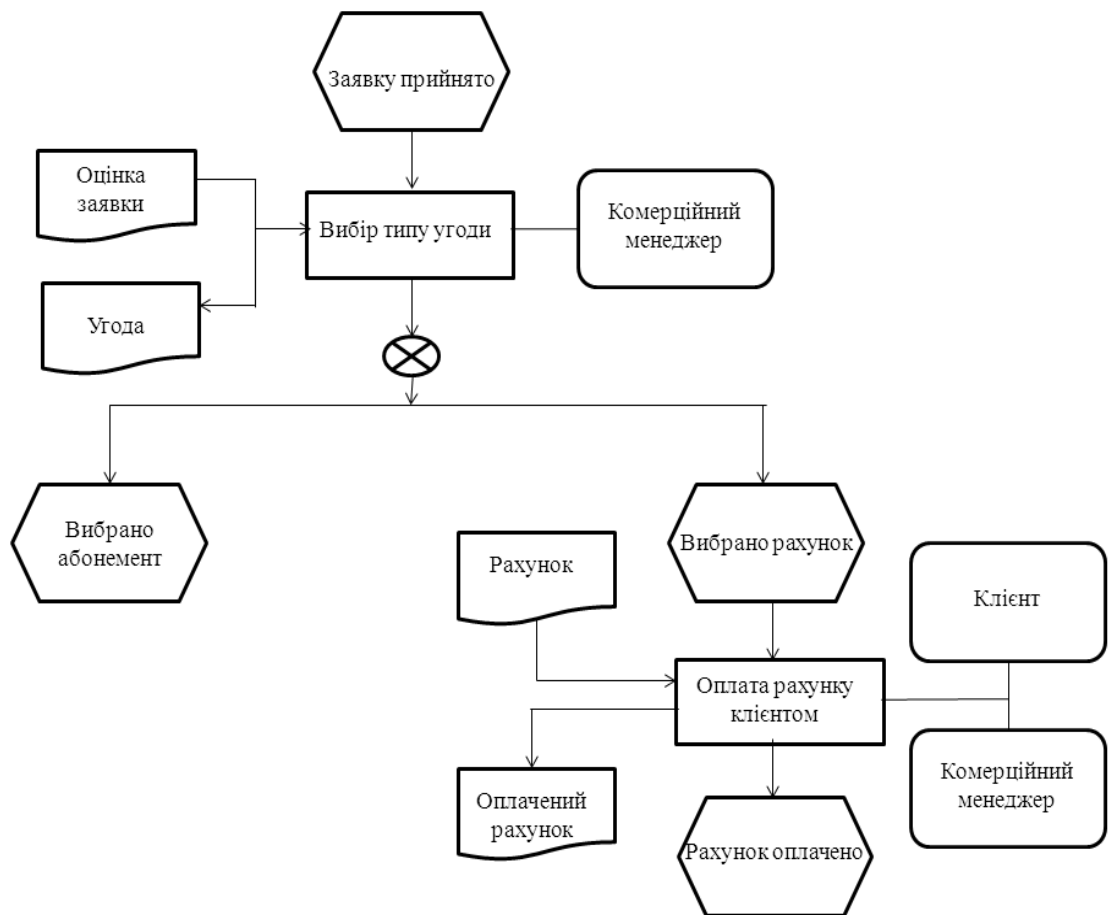 Заявку прийнято
Оцінка
заявки
Вибір типу угоди
Комерційний
менеджер
Угода
Вибрано
абонемент
Рахунок
Вибрано рахунок
Клієнт
Оплата рахунку
клієнтом
Оплачений
рахунок
Комерційний
менеджер
Рахунок оплачено